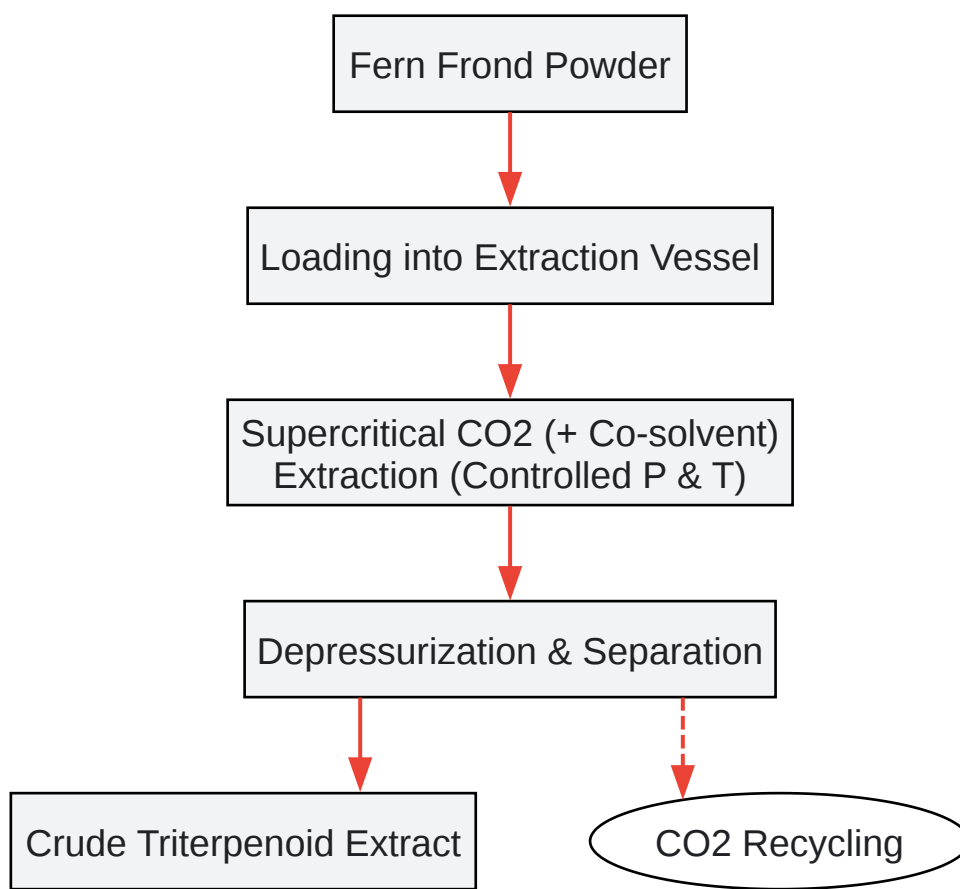 Fern Frond Powder
Loading into Extraction Vessel
Supercritical CO2 (+ Co-solvent)
Extraction (Controlled P & T)
Depressurization & Separation
Crude Triterpenoid Extract
CO2 Recycling